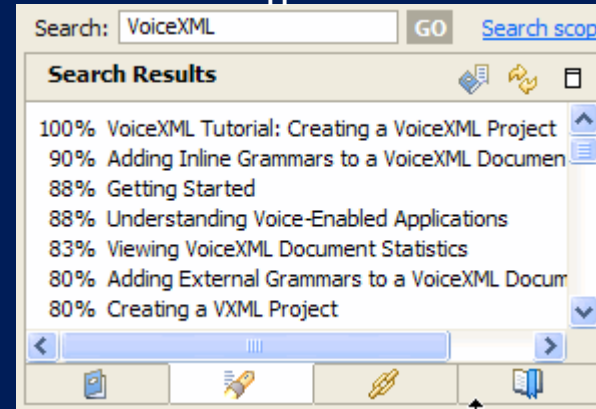 Search: VoiceXML GO Search scop
Search Results
100% VoiceXML Tutorial: Creating a VoiceXML Project
90% Adding Inline Grammars to a VoiceXML Documen
88% Getting Started
88% Understanding Voice-Enabled Applications
83% Viewing VoiceXML Document Statistics
80% Adding External Grammars to a VoiceXML Docum
80% Creating a VXML Project